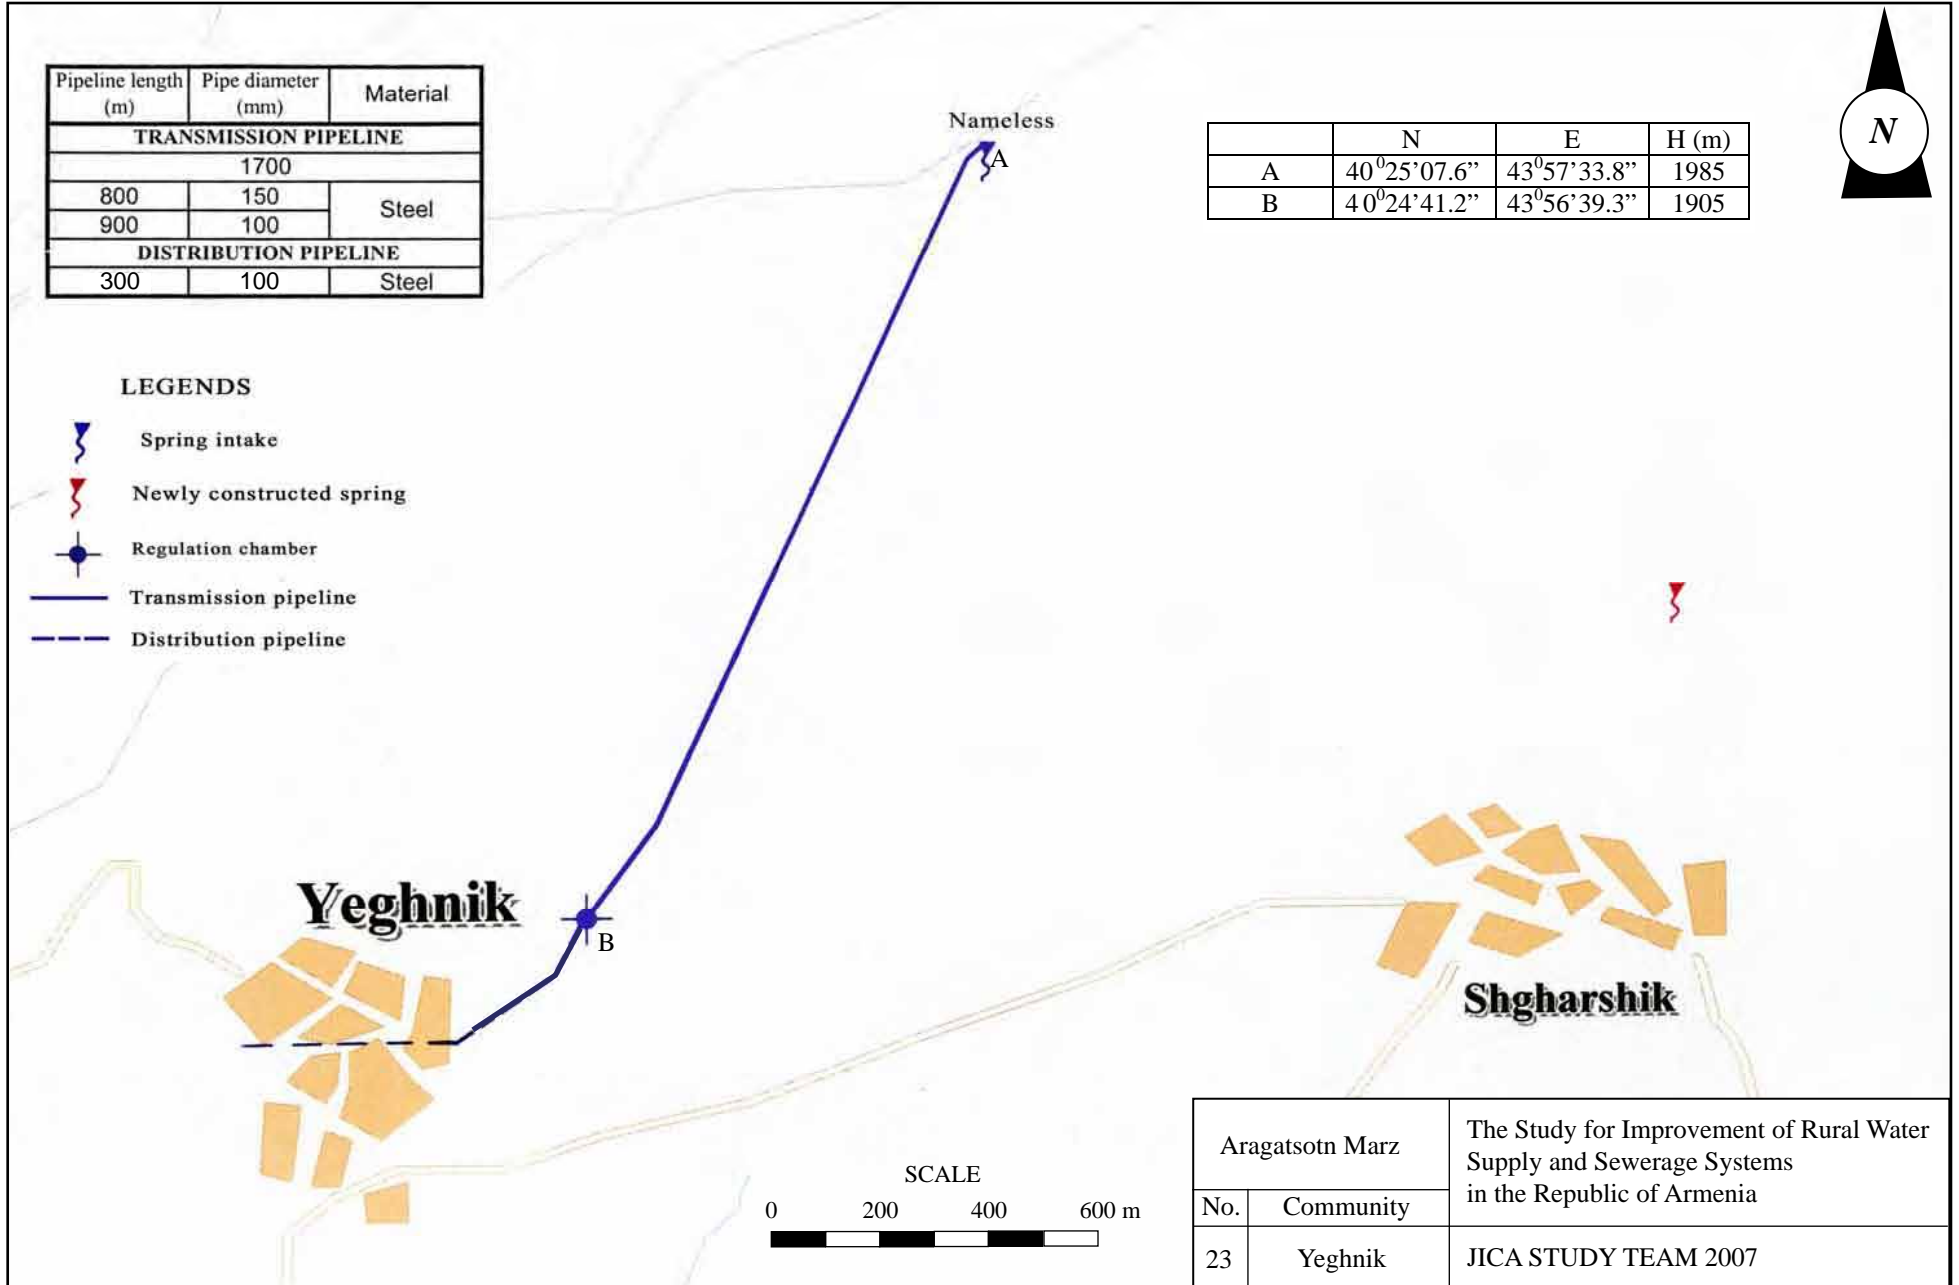 Pipeline length (m) Pipe diameter (mm) Material
TRANSMISSION PIPELINE
1700
800 150 Steel
900 100
DISTRIBUTION PIPELINE
300 100 Steel
Nameless
A
N E H (m)
A 40⁰25’07.6” 43⁰57’33.8” 1985
B 40⁰24’41.2” 43⁰56’39.3” 1905
N
LEGENDS
Spring intake
Newly constructed spring
Regulation chamber
Transmission pipeline
Distribution pipeline
Yeghnik
B
Shgharshik
SCALE
0 200 400 600 m
Aragatsotn Marz
The Study for Improvement of Rural Water
Supply and Sewerage Systems
in the Republic of Armenia
No. Community
23 Yeghnik
JICA STUDY TEAM 2007